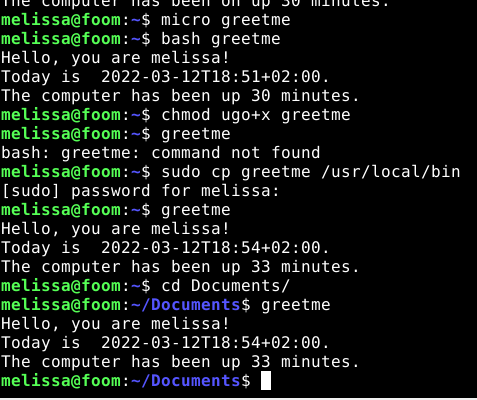 The computer has been on up 30 minutes.
melissa@foom:~$ micro greetme
melissa@foom:~$ bash greetme
Hello, you are melissa!
Today is  2022-03-12T18:51+02:00.
The computer has been up 30 minutes.
melissa@foom:~$ chmod ugo+x greetme
melissa@foom:~$ greetme
bash: greetme: command not found
melissa@foom:~$ sudo cp greetme /usr/local/bin
[sudo] password for melissa:
melissa@foom:~$ greetme
Hello, you are melissa!
Today is  2022-03-12T18:54+02:00.
The computer has been up 33 minutes.
melissa@foom:~$ cd Documents/
melissa@foom:~/Documents$ greetme
Hello, you are melissa!
Today is  2022-03-12T18:54+02:00.
The computer has been up 33 minutes.
melissa@foom:~/Documents$